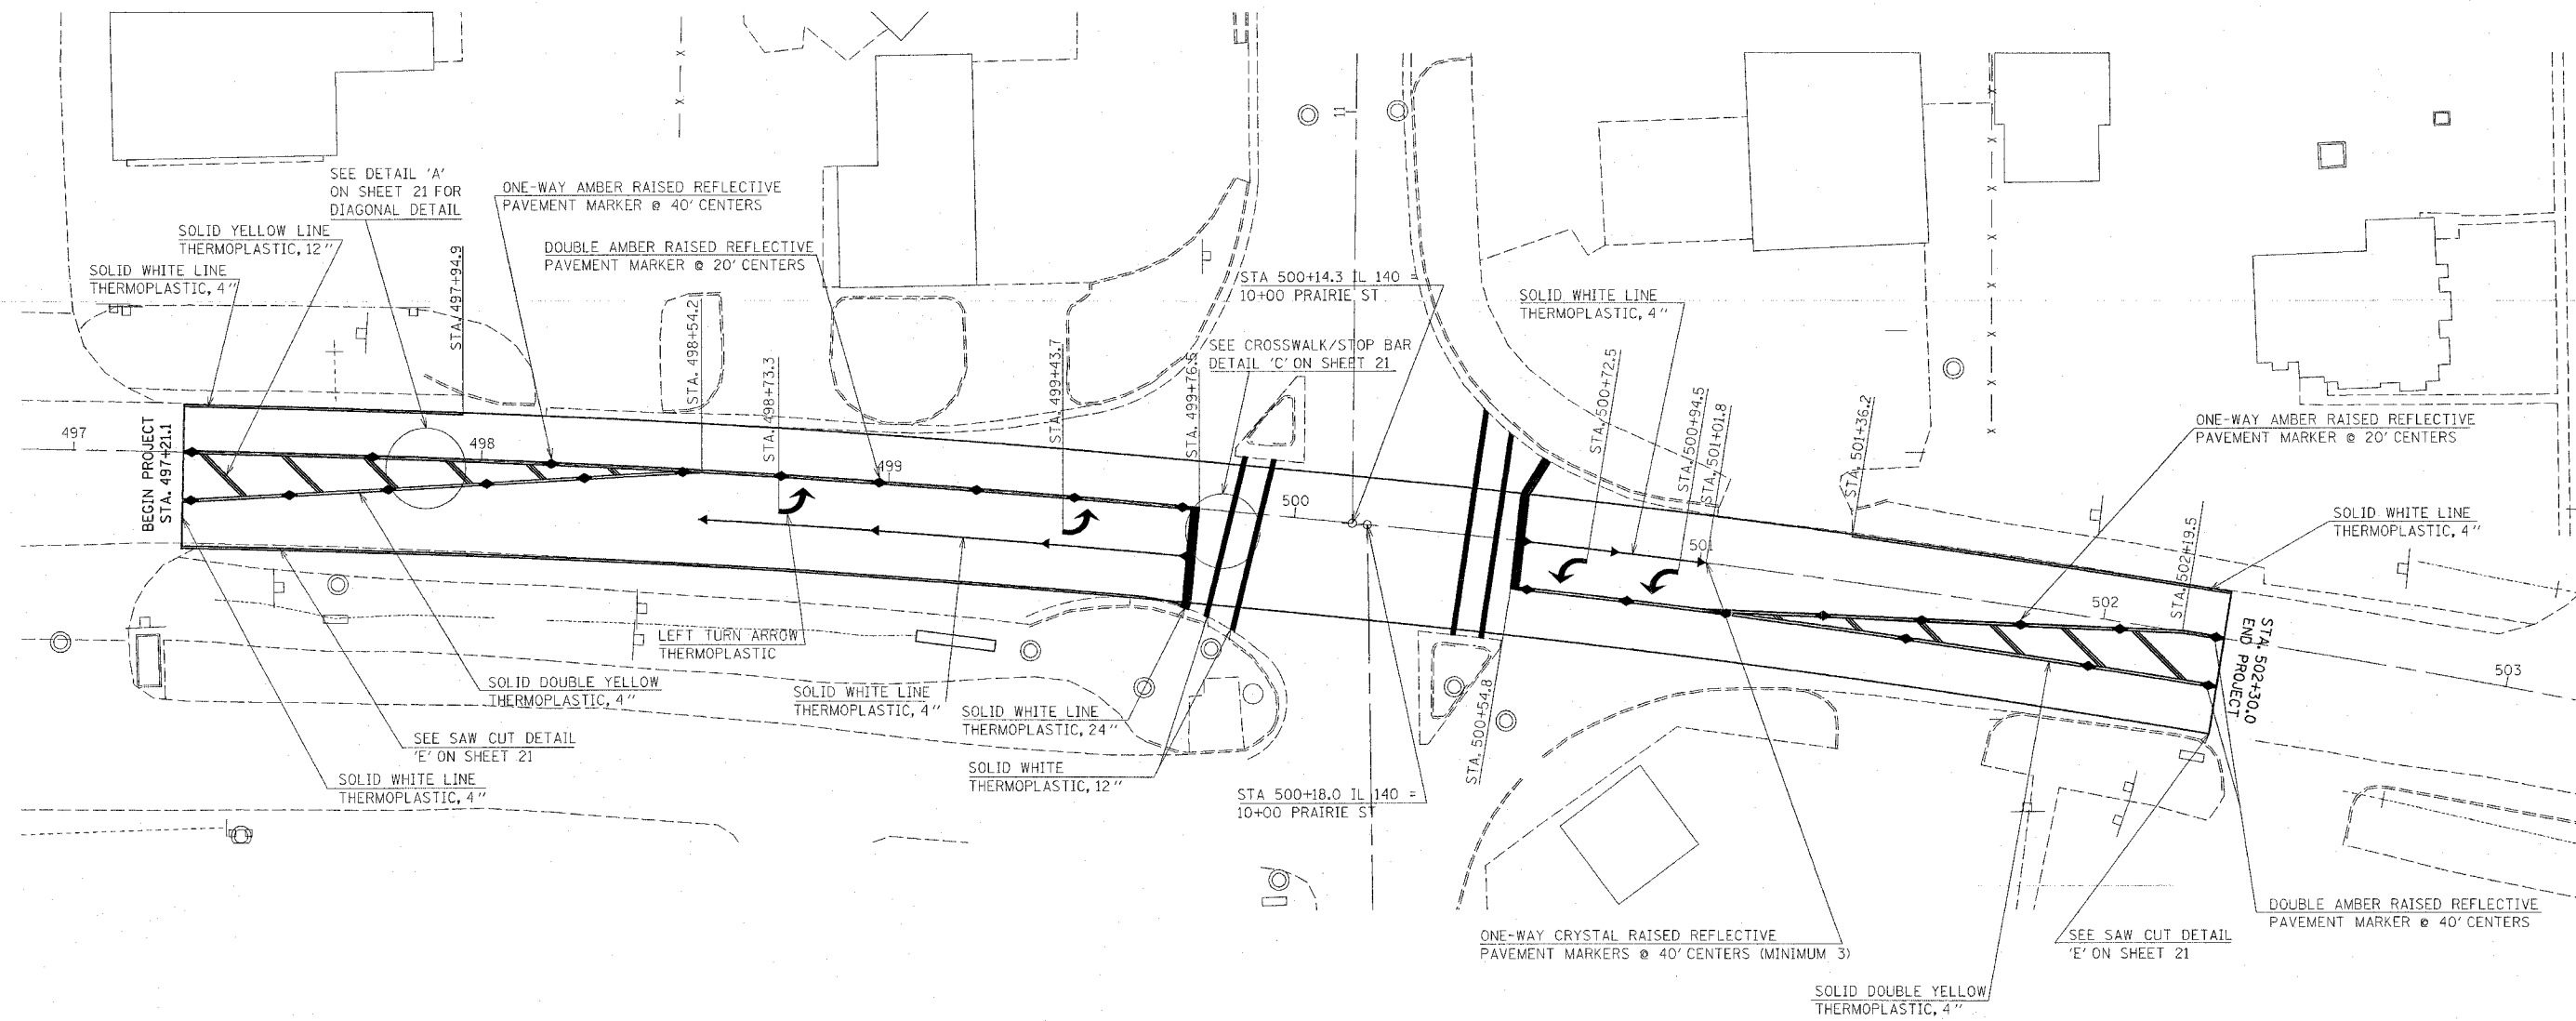 SEE DETAIL 'A'
ON SHEET 21 FOR
DIAGONAL DETAIL
ONE-WAY AMBER RAISED REFLECTIVE
PAVEMENT MARKER @ 40' CENTERS
SOLID YELLOW LINE
THERMOPLASTIC, 12"
DOUBLE AMBER RAISED REFLECTIVE
PAVEMENT MARKER @ 20' CENTERS
SOLID WHITE LINE
THERMOPLASTIC, 4"
STA. 497+94.9
STA. 498+54.2
STA. 498+73.3
STA. 499+43.7
STA. 499+76.5
11
STA 500+14.3 IL 140 =
10+00 PRAIRIE ST
SEE CROSSWALK/STOP BAR
DETAIL 'C' ON SHEET 21
SOLID WHITE LINE
THERMOPLASTIC, 4"
STA. 500+72.5
STA. 500+94.5
STA. 501+01.8
STA. 501+36.2
ONE-WAY AMBER RAISED REFLECTIVE
PAVEMENT MARKER @ 20' CENTERS
STA. 502+19.5
SOLID WHITE LINE
THERMOPLASTIC, 4"
497
BEGIN PROJECT
STA. 497+21.1
498
499
500
501
502
503
STA. 502+30.0
END PROJECT
LEFT TURN ARROW
THERMOPLASTIC
SOLID DOUBLE YELLOW
THERMOPLASTIC, 4"
SOLID WHITE LINE
THERMOPLASTIC, 4"
SOLID WHITE LINE
THERMOPLASTIC, 24"
SEE SAW CUT DETAIL
'E' ON SHEET 21
SOLID WHITE LINE
THERMOPLASTIC, 4"
SOLID WHITE
THERMOPLASTIC, 12"
STA. 500+54.8
STA 500+18.0 IL 140 =
10+00 PRAIRIE ST
ONE-WAY CRYSTAL RAISED REFLECTIVE
PAVEMENT MARKERS @ 40' CENTERS (MINIMUM 3)
SEE SAW CUT DETAIL
'E' ON SHEET 21
DOUBLE AMBER RAISED REFLECTIVE
PAVEMENT MARKER @ 40' CENTERS
SOLID DOUBLE YELLOW
THERMOPLASTIC, 4"